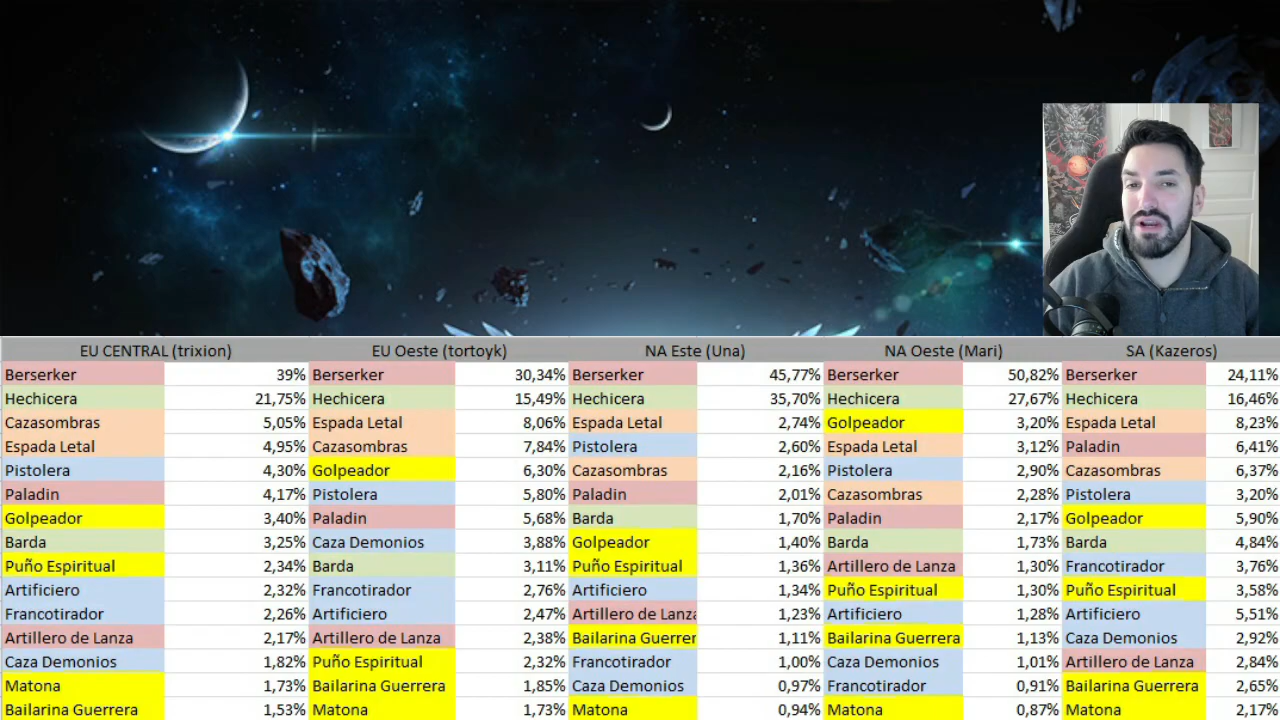 EU CENTRAL (trixion) EU Oeste (tortoyk) NA Este (Una) NA Oeste (Mari) SA (Kazeros)
Berserker 39% Berserker 30,34% Berserker 45,77% Berserker 50,82% Berserker 24,11%
Hechicera 21,75% Hechicera 15,49% Hechicera 35,70% Hechicera 27,67% Hechicera 16,46%
Cazasombras 5,05% Espada Letal 8,06% Espada Letal 2,74% Golpeador 3,20% Espada Letal 8,23%
Espada Letal 4,95% Cazasombras 7,84% Pistolera 2,60% Espada Letal 3,12% Paladin 6,41%
Pistolera 4,30% Golpeador 6,30% Cazasombras 2,16% Pistolera 2,90% Cazasombras 6,37%
Paladin 4,17% Pistolera 5,80% Paladin 2,01% Cazasombras 2,28% Pistolera 3,20%
Golpeador 3,40% Paladin 5,68% Barda 1,70% Paladin 2,17% Golpeador 5,90%
Barda 3,25% Caza Demonios 3,88% Golpeador 1,40% Barda 1,73% Barda 4,84%
Puño Espiritual 2,34% Barda 3,11% Puño Espiritual 1,36% Artillero de Lanza 1,30% Francotirador 3,76%
Artificiero 2,32% Francotirador 2,76% Artificiero 1,34% Puño Espiritual 1,30% Puño Espiritual 3,58%
Francotirador 2,26% Artificiero 2,47% Artillero de Lanza 1,23% Artificiero 1,28% Artificiero 5,51%
Artillero de Lanza 2,17% Artillero de Lanza 2,38% Bailarina Guerrer 1,11% Bailarina Guerrera 1,13% Caza Demonios 2,92%
Caza Demonios 1,82% Puño Espiritual 2,32% Francotirador 1,00% Caza Demonios 1,01% Artillero de Lanza 2,84%
Matona 1,73% Bailarina Guerrera 1,85% Caza Demonios 0,97% Francotirador 0,91% Bailarina Guerrera 2,65%
Bailarina Guerrera 1,53% Matona 1,73% Matona 0,94% Matona 0,87% Matona 2,17%